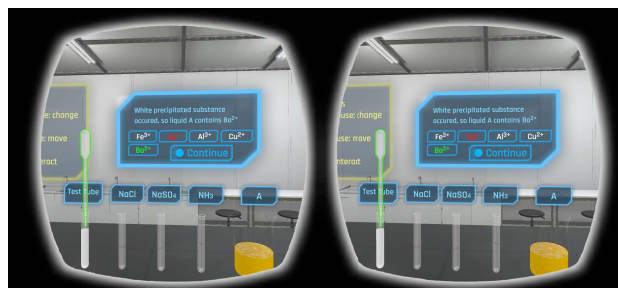 : change
White precipitated substance
occured, so liquid A contains Ba²⁺
: move
Fe³⁺ Al³⁺ Cu²⁺
Ba²⁺ Continue
eract
Test Tube NaCl NaSO₄ NH₃ A
use: change
White precipitated substance
occured, so liquid A contains Ba²⁺
use: move
Fe³⁺ Al³⁺ Cu²⁺
Ba²⁺ Continue
nteract
Test Tube NaCl NaSO₄ NH₃ A